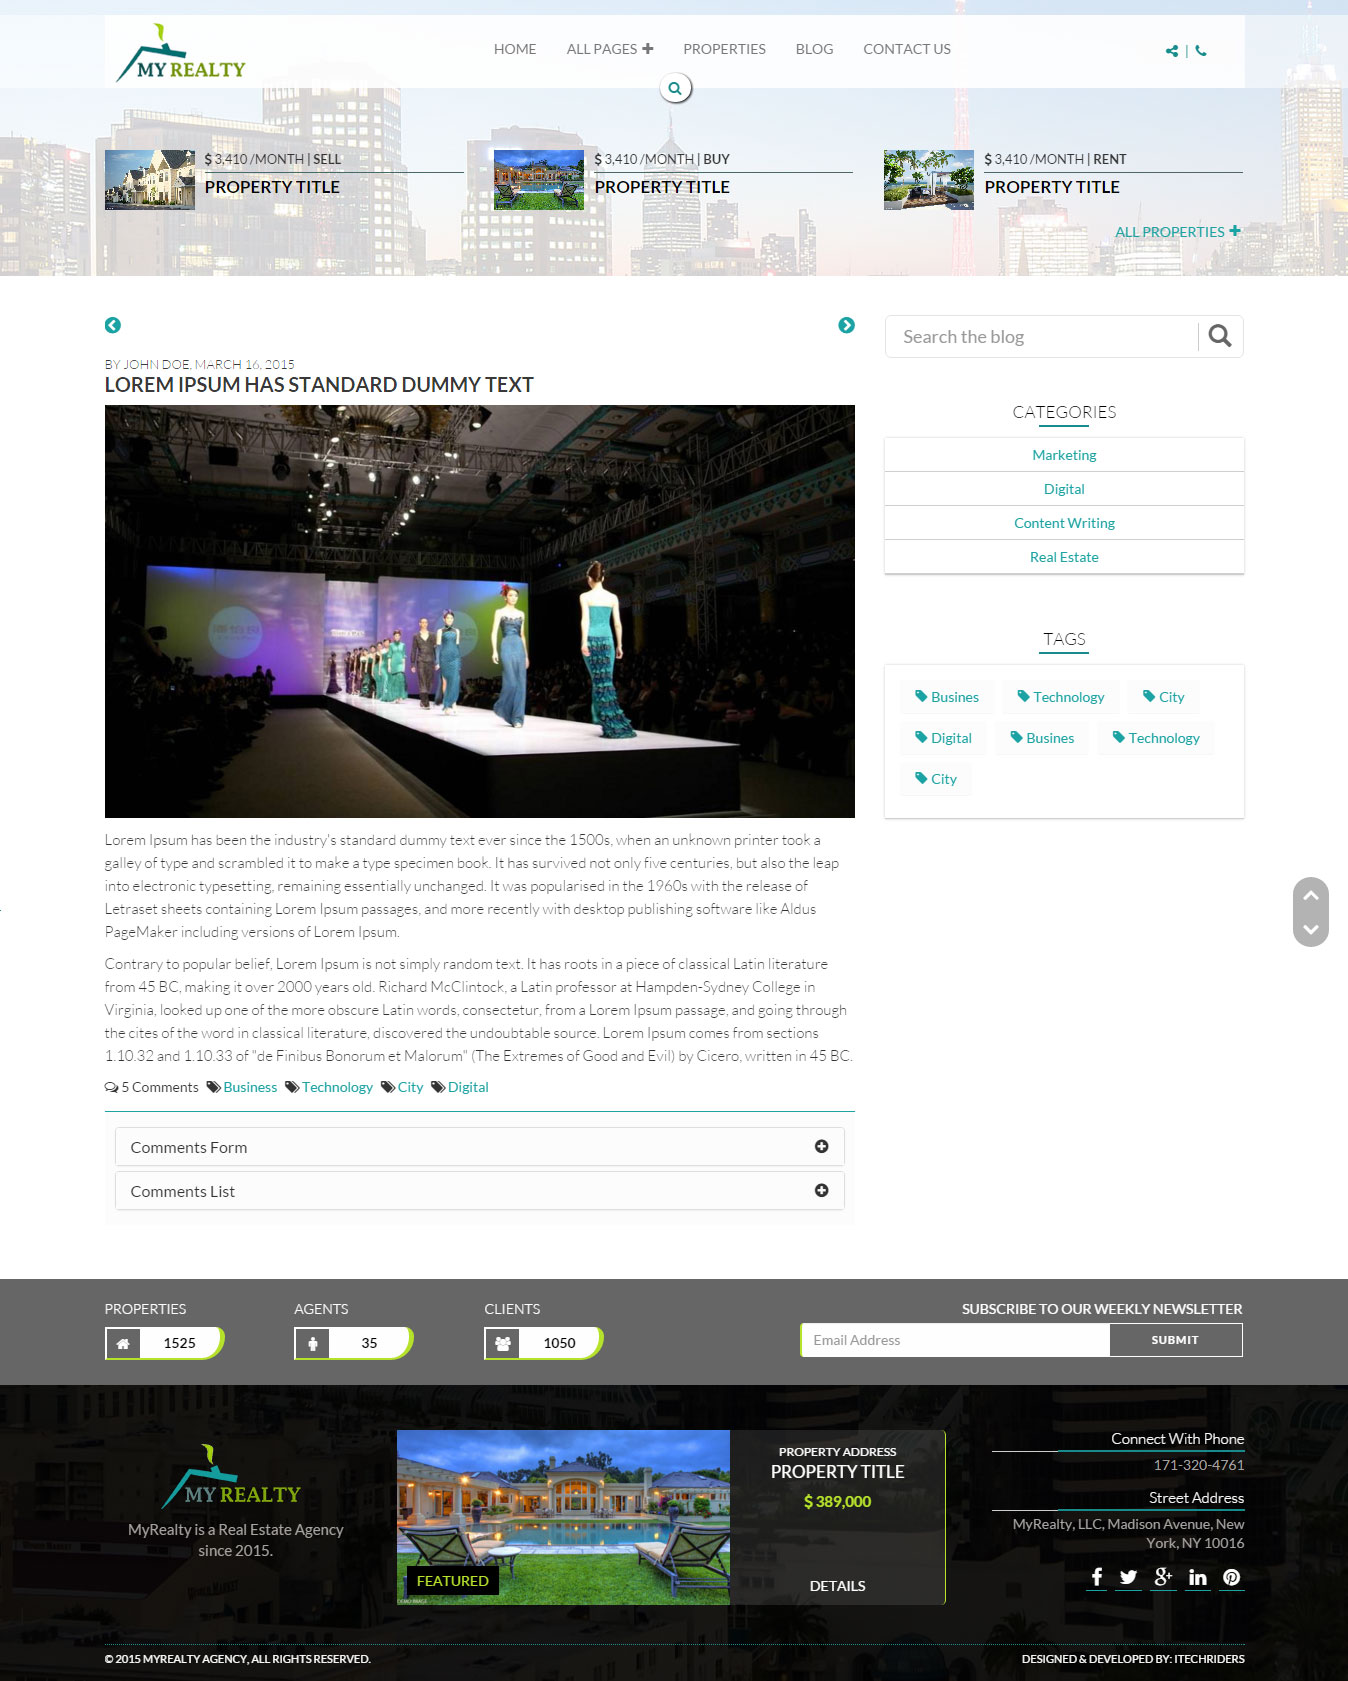 MY REALTY
HOME ALL PAGES PROPERTIES BLOG CONTACT US
$ 3,410 /MONTH | SELL
PROPERTY TITLE
$ 3,410 /MONTH | BUY
PROPERTY TITLE
$ 3,410 /MONTH | RENT
PROPERTY TITLE
ALL PROPERTIES
BY JOHN DOE, MARCH 16, 2015
LOREM IPSUM HAS STANDARD DUMMY TEXT
Lorem Ipsum has been the industry's standard dummy text ever since the 1500s, when an unknown printer took a
galley of type and scrambled it to make a type specimen book. It has survived not only five centuries, but also the leap
into electronic typesetting, remaining essentially unchanged. It was popularised in the 1960s with the release of
Letraset sheets containing Lorem Ipsum passages, and more recently with desktop publishing software like Aldus
PageMaker including versions of Lorem Ipsum.
Contrary to popular belief, Lorem Ipsum is not simply random text. It has roots in a piece of classical Latin literature
from 45 BC, making it over 2000 years old. Richard McClintock, a Latin professor at Hampden-Sydney College in
Virginia, looked up one of the more obscure Latin words, consectetur, from a Lorem Ipsum passage, and going through
the cites of the word in classical literature, discovered the undoubtable source. Lorem Ipsum comes from sections
1.10.32 and 1.10.33 of "de Finibus Bonorum et Malorum" (The Extremes of Good and Evil) by Cicero, written in 45 BC.
5 Comments Business Technology City Digital
Comments Form
Comments List
Search the blog
CATEGORIES
Marketing
Digital
Content Writing
Real Estate
TAGS
Busines Technology City
Digital Busines Technology
City
PROPERTIES
1525
AGENTS
35
CLIENTS
1050
SUBSCRIBE TO OUR WEEKLY NEWSLETTER
Email Address SUBMIT
MY REALTY
MyRealty is a Real Estate Agency
since 2015.
FEATURED
PROPERTY ADDRESS
PROPERTY TITLE
$ 389,000
DETAILS
Connect With Phone
171-320-4761
Street Address
MyRealty, LLC, Madison Avenue, New
York, NY 10016
© 2015 MYREALTY AGENCY, ALL RIGHTS RESERVED.
DESIGNED & DEVELOPED BY: ITECHRIDERS